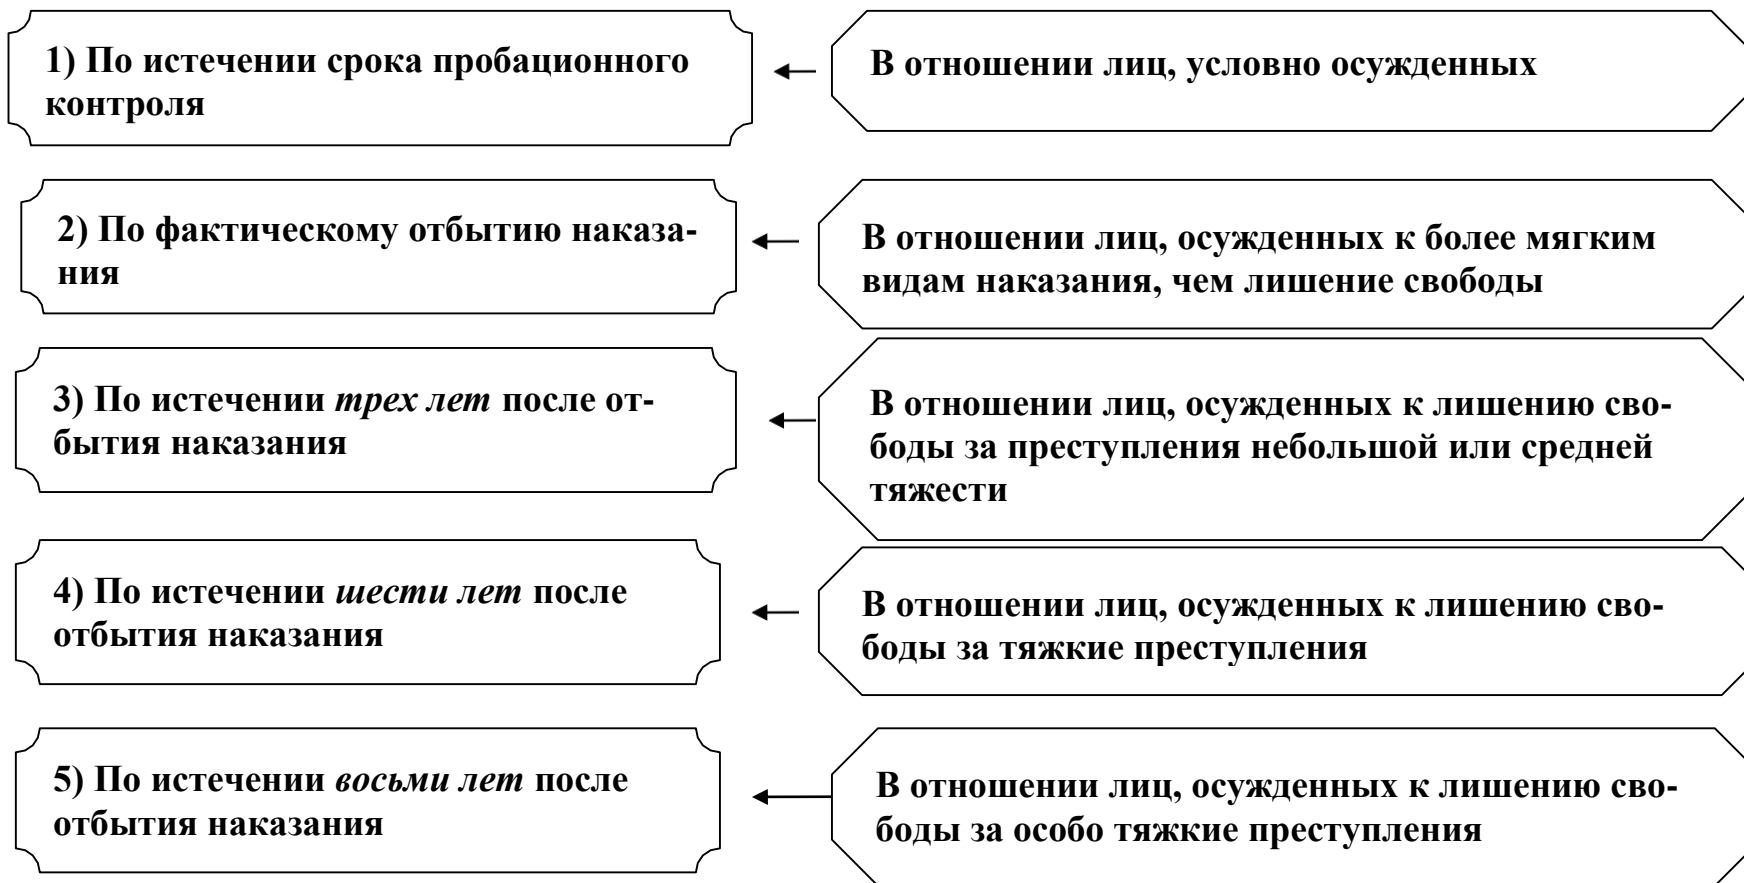 1) По истечении срока пробационного
контроля
В отношении лиц, условно осужденных
2) По фактическому отбытию наказа-
ния
В отношении лиц, осужденных к более мягким
видам наказания, чем лишение свободы
3) По истечении трех лет после от-
бытия наказания
В отношении лиц, осужденных к лишению сво-
боды за преступления небольшой или средней
тяжести
4) По истечении шести лет после
отбытия наказания
В отношении лиц, осужденных к лишению сво-
боды за тяжкие преступления
5) По истечении восьми лет после
отбытия наказания
В отношении лиц, осужденных к лишению сво-
боды за особо тяжкие преступления